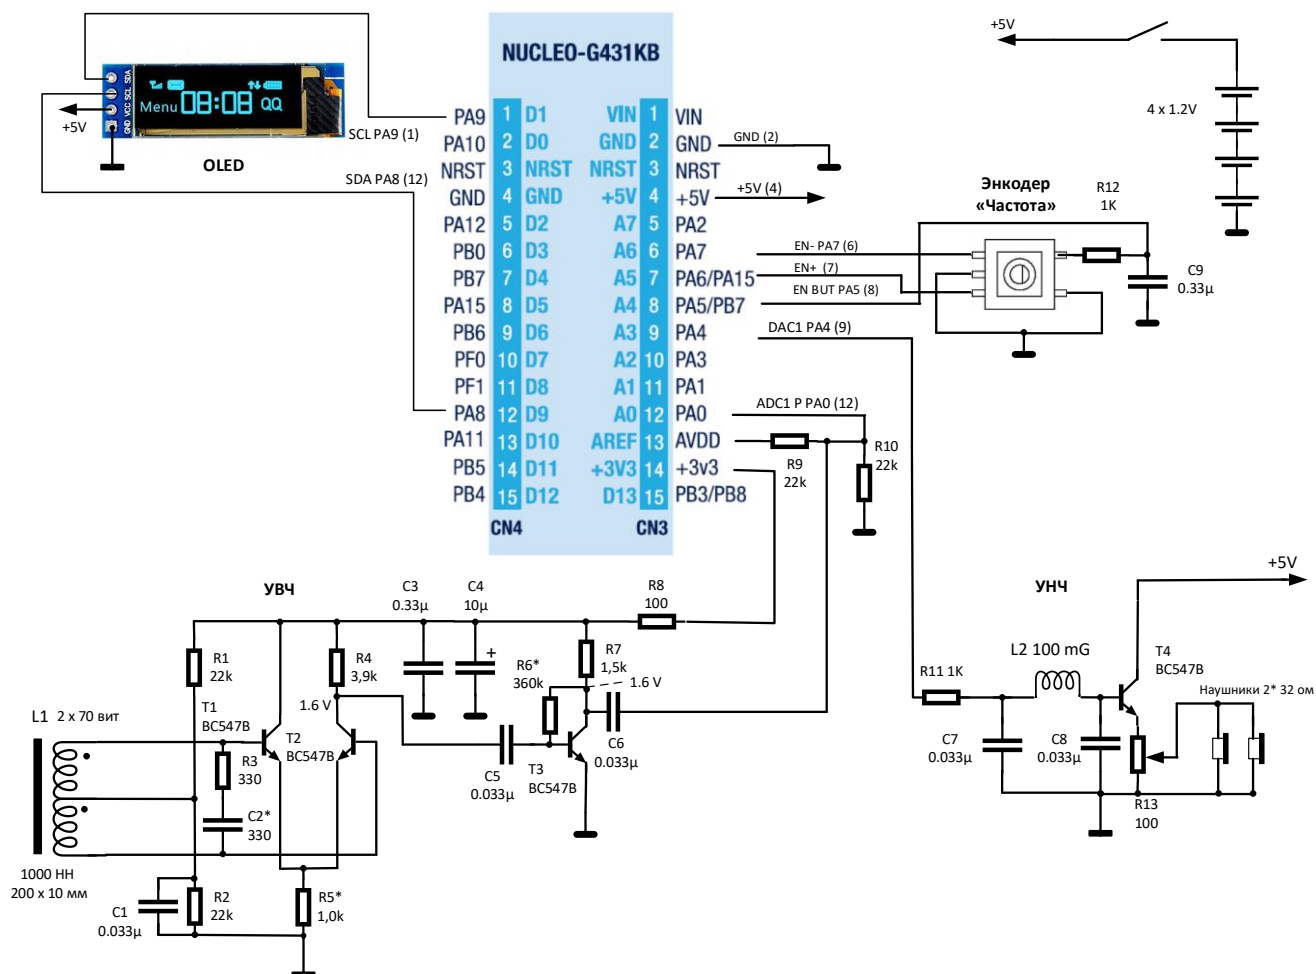 NUCLEO-G431KB
SDA
SCL
VCC
GND
Menu 08:08 QQ
+5V
OLED
SCL PA9 (1)
SDA PA8 (12)
PA9 1 D1
PA10 2 D0
NRST 3 NRST
GND 4 GND
PA12 5 D2
PB0 6 D3
PB7 7 D4
PA15 8 D5
PB6 9 D6
PF0 10 D7
PF1 11 D8
PA8 12 D9
PA11 13 D10
PB5 14 D11
PB4 15 D12
CN4
VIN 1 VIN
GND 2 GND
NRST 3 NRST
+5V 4 +5V
A7 5 PA2
A6 6 PA7
A5 7 PA6/PA15
A4 8 PA5/PB7
A3 9 PA4
A2 10 PA3
A1 11 PA1
A0 12 PA0
AREF 13 AVDD
+3V3 14 +3v3
D13 15 PB3/PB8
CN3
GND (2)
+5V (4)
EN- PA7 (6)
EN+ (7)
EN BUT PA5 (8)
DAC1 PA4 (9)
ADC1 P PA0 (12)
+5V
4 x 1.2V
Энкодер
«Частота»
R12
1K
C9
0.33µ
R9
22k
R10
22k
УВЧ
C3
0.33µ
C4
10µ
+
R8
100
R1
22k
R4
3,9k
R6*
360k
R7
1,5k
1.6 V
1.6 V
T1
BC547B
T2
BC547B
L1 2 x 70 вит
R3
330
C2*
330
C5
0.033µ
T3
BC547B
C6
0.033µ
1000 НН
200 x 10 мм
C1
0.033µ
R2
22k
R5*
1,0k
УНЧ
+5V
L2 100 mG
T4
BC547B
R11 1K
Наушники 2* 32 ом
C7
0.033µ
C8
0.033µ
R13
100